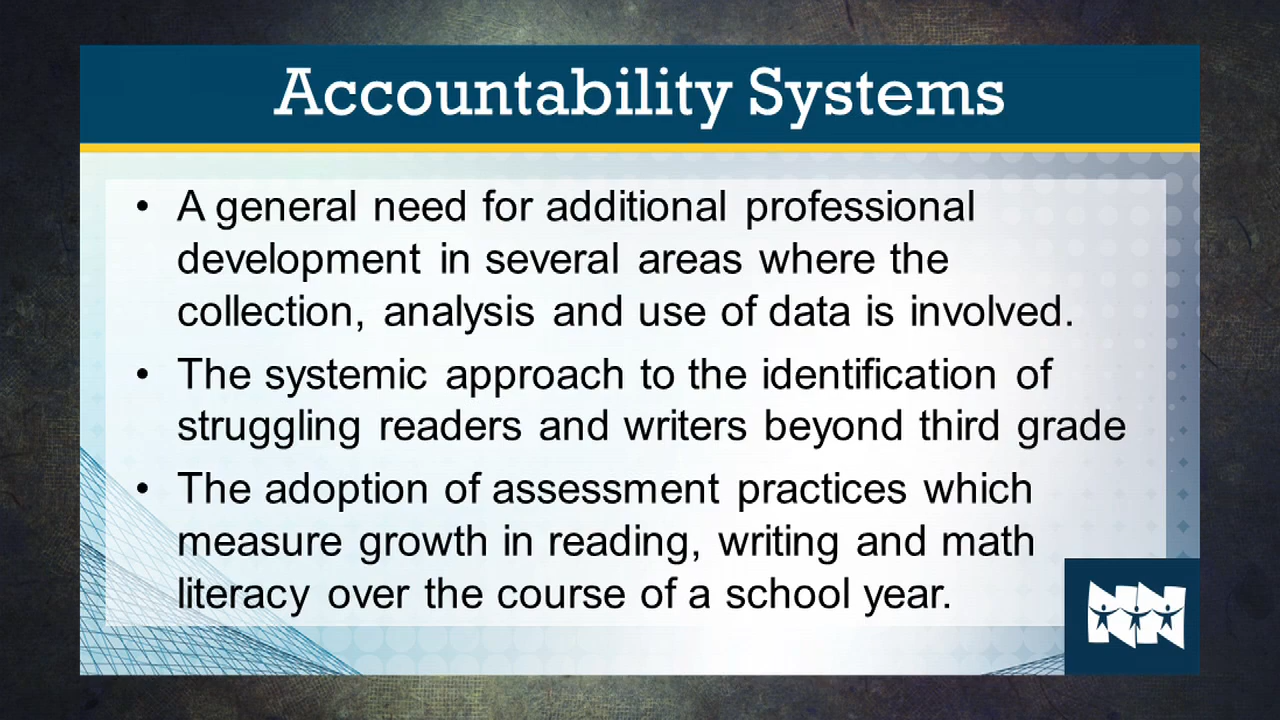 Accountability Systems
• A general need for additional professional
development in several areas where the
collection, analysis and use of data is involved.
• The systemic approach to the identification of
struggling readers and writers beyond third grade
• The adoption of assessment practices which
measure growth in reading, writing and math
literacy over the course of a school year.
NN